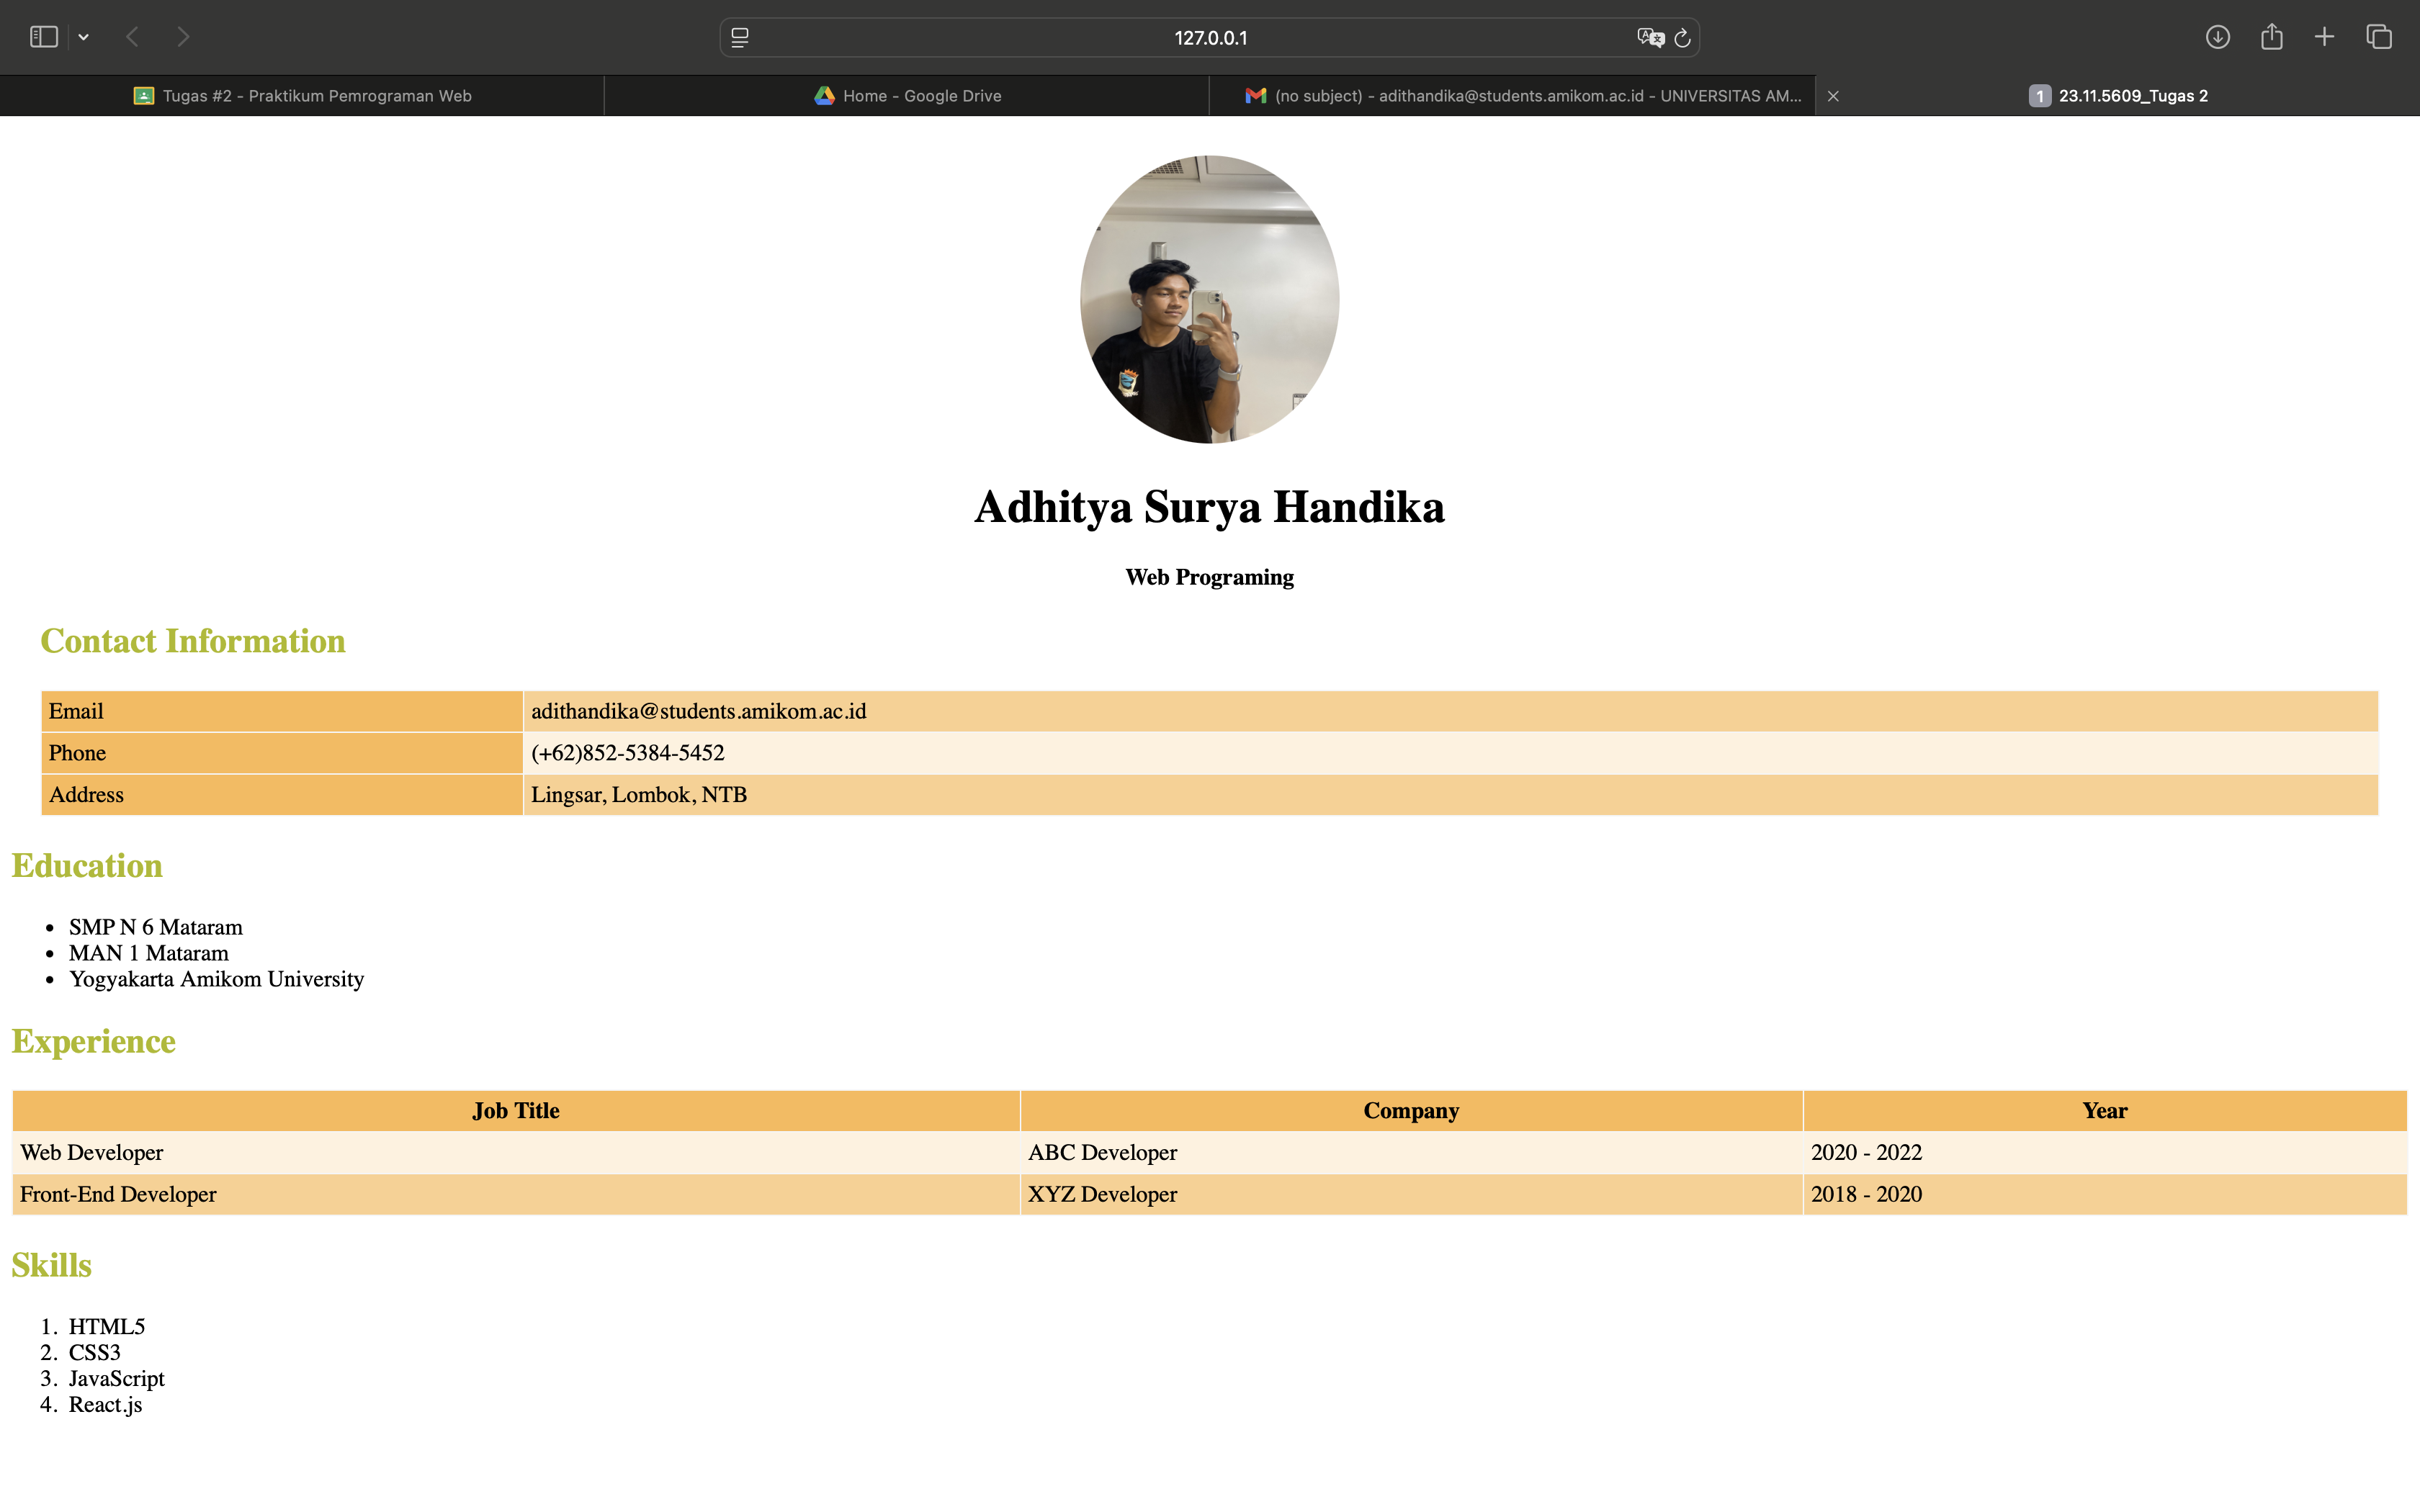 127.0.0.1
Tugas #2 - Praktikum Pemrograman Web
Home - Google Drive
(no subject) - adithandika@students.amikom.ac.id - UNIVERSITAS AM...
1 23.11.5609_Tugas 2
Adhitya Surya Handika
Web Programing
Contact Information
Email adithandika@students.amikom.ac.id
Phone (+62)852-5384-5452
Address Lingsar, Lombok, NTB
Education
• SMP N 6 Mataram
• MAN 1 Mataram
• Yogyakarta Amikom University
Experience
Job Title Company Year
Web Developer ABC Developer 2020 - 2022
Front-End Developer XYZ Developer 2018 - 2020
Skills
1. HTML5
2. CSS3
3. JavaScript
4. React.js